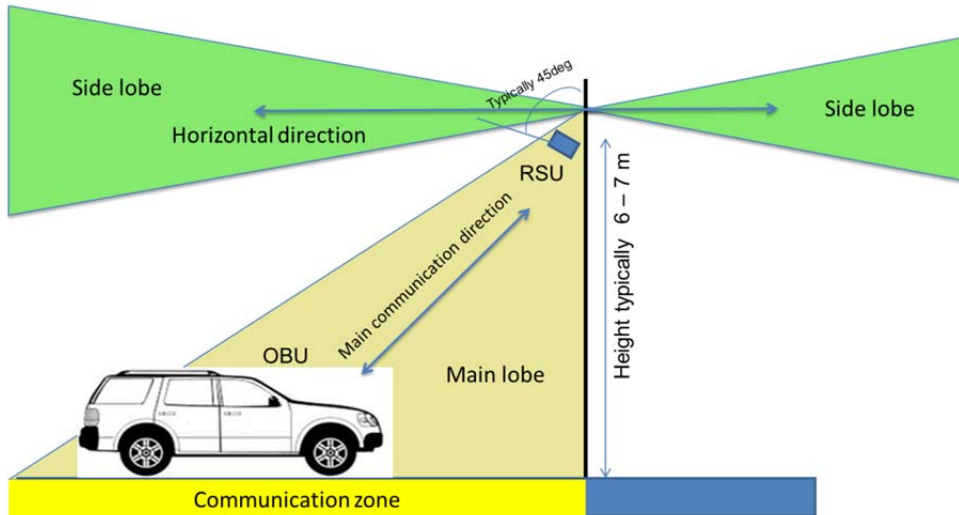 Side lobe
Typically 45deg
Side lobe
Horizontal direction
RSU
Main communication direction
Height typically 6 – 7 m
OBU
Main lobe
Communication zone